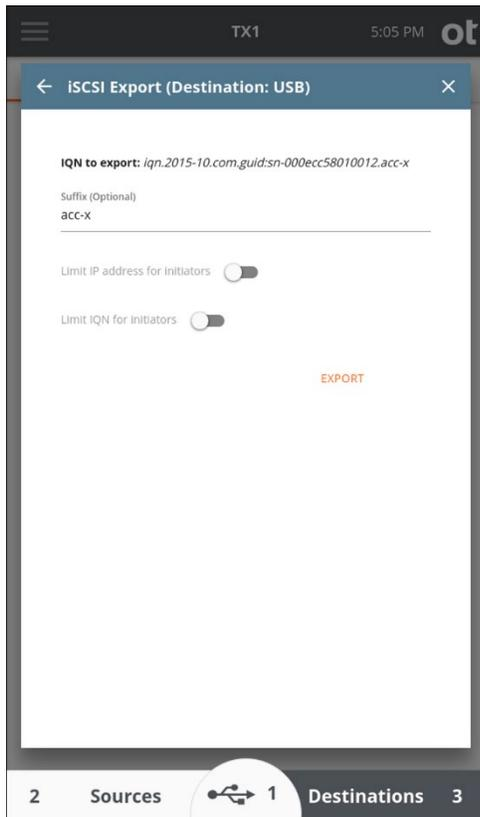 TX1 5:05 PM ot
iSCSI Export (Destination: USB)
IQN to export: iqn.2015-10.com.guid:sn-000ecc58010012.acc-x
Suffix (Optional)
acc-x
Limit IP address for initiators
Limit IQN for initiators
EXPORT
2 Sources 1 Destinations 3